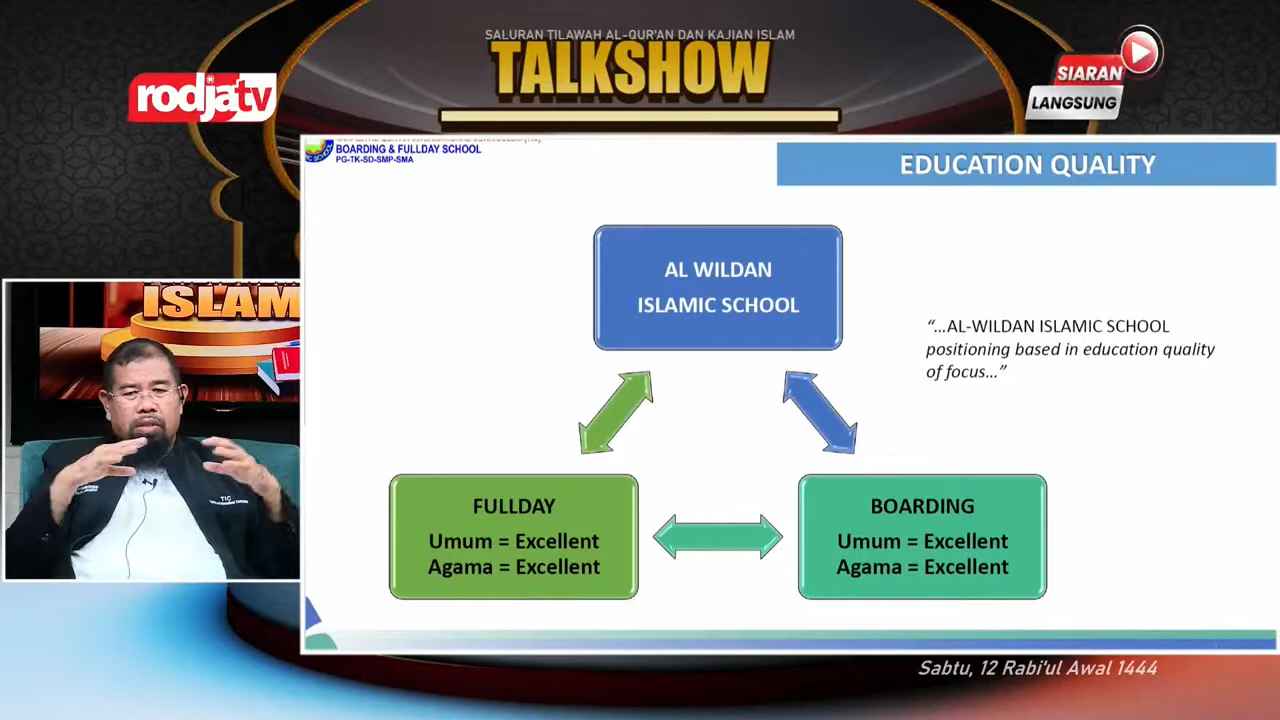 SALURAN TILAWAH AL-QUR'AN DAN KAJIAN ISLAM
TALKSHOW
rodjatv
SIARAN
LANGSUNG
BOARDING & FULLDAY SCHOOL
PG-TK-SD-SMP-SMA
EDUCATION QUALITY
AL WILDAN
ISLAMIC SCHOOL
“...AL-WILDAN ISLAMIC SCHOOL
positioning based in education quality
of focus...”
FULLDAY
Umum = Excellent
Agama = Excellent
BOARDING
Umum = Excellent
Agama = Excellent
ISLAM
TIC
Sabtu, 12 Rabi'ul Awal 1444